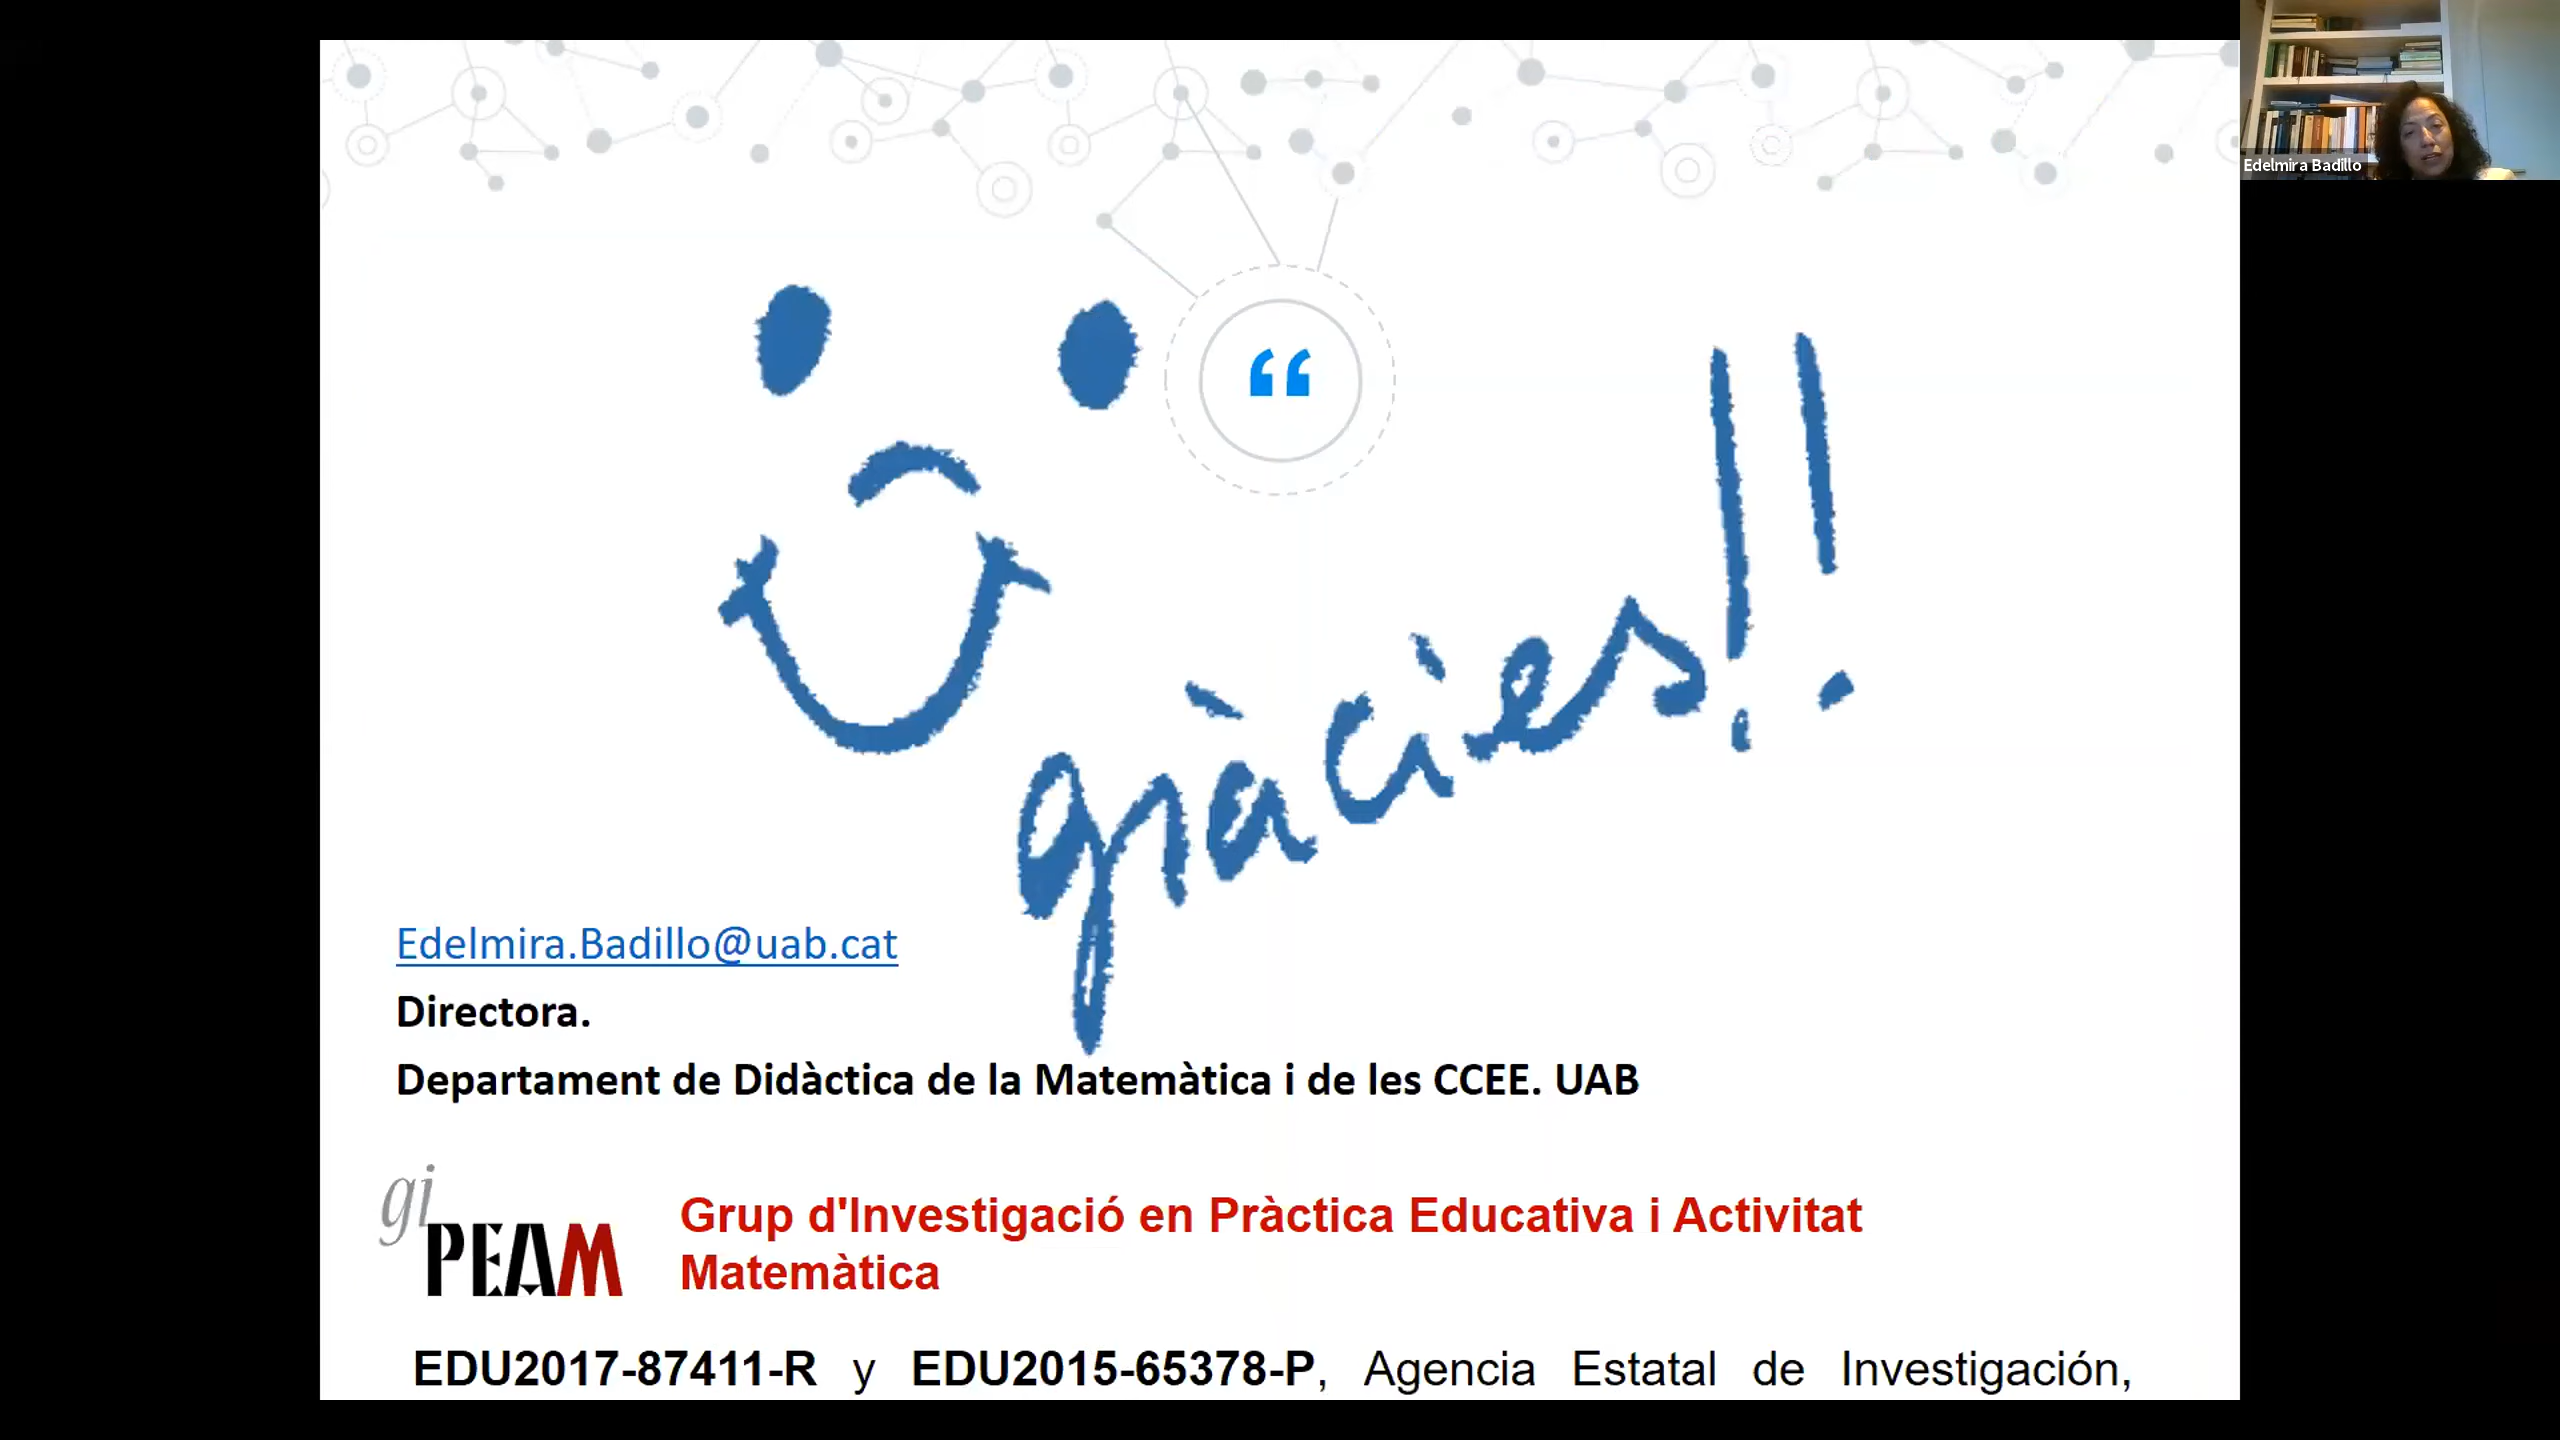 Edelmira Badillo
“
gràcies!!
Edelmira.Badillo@uab.cat
Directora.
Departament de Didàctica de la Matemàtica i de les CCEE. UAB
gi
PEAM
Grup d'Investigació en Pràctica Educativa i Activitat
Matemàtica
EDU2017-87411-R y EDU2015-65378-P, Agencia Estatal de Investigación,